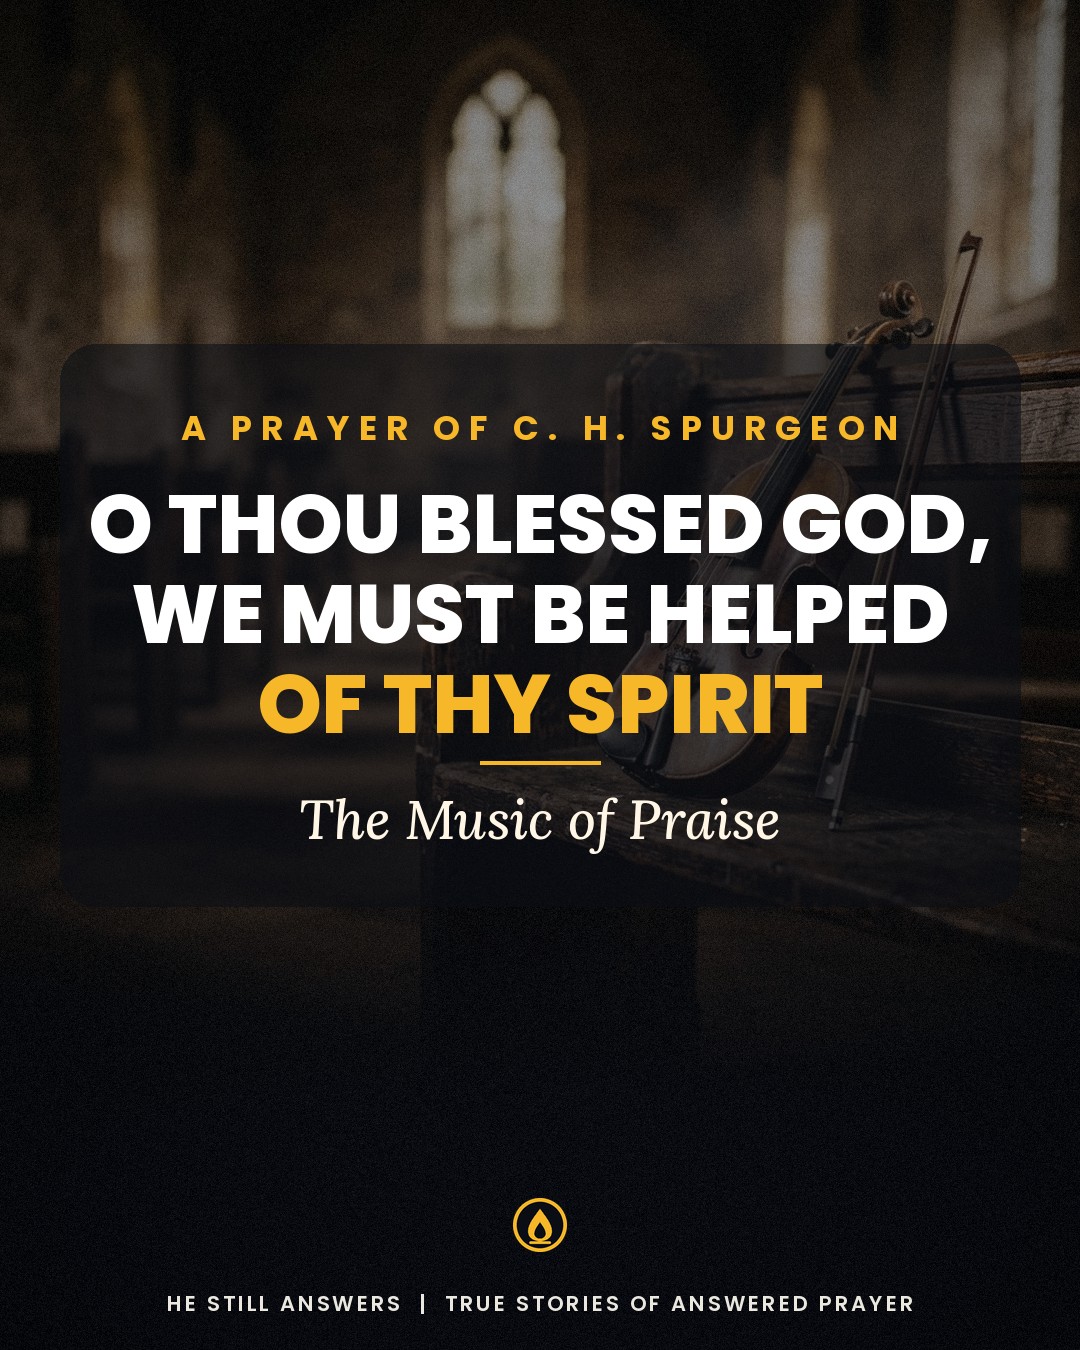 A PRAYER OF C. H. SPURGEON
O THOU BLESSED GOD,
WE MUST BE HELPED
OF THY SPIRIT
The Music of Praise
HE STILL ANSWERS | TRUE STORIES OF ANSWERED PRAYER